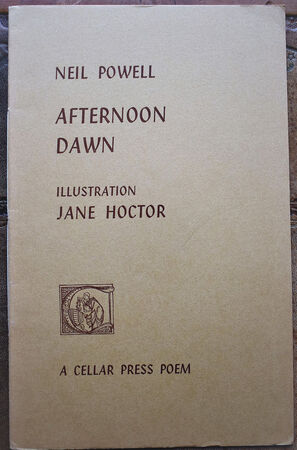 NEIL POWELL
AFTERNOON
DAWN
ILLUSTRATION
JANE HOCTOR
A CELLAR PRESS POEM